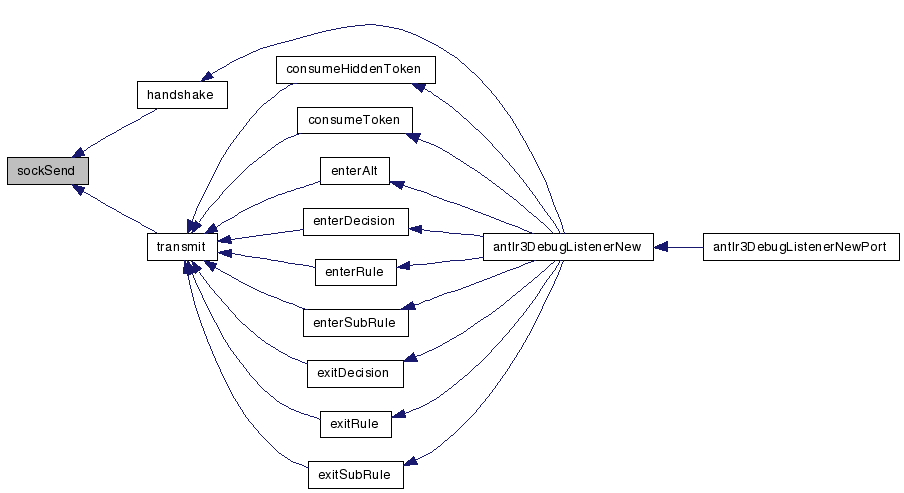 consumeHiddenToken
handshake
consumeToken
sockSend
enterAlt
enterDecision
transmit
antlr3DebugListenerNew
antlr3DebugListenerNewPort
enterRule
enterSubRule
exitDecision
exitRule
exitSubRule